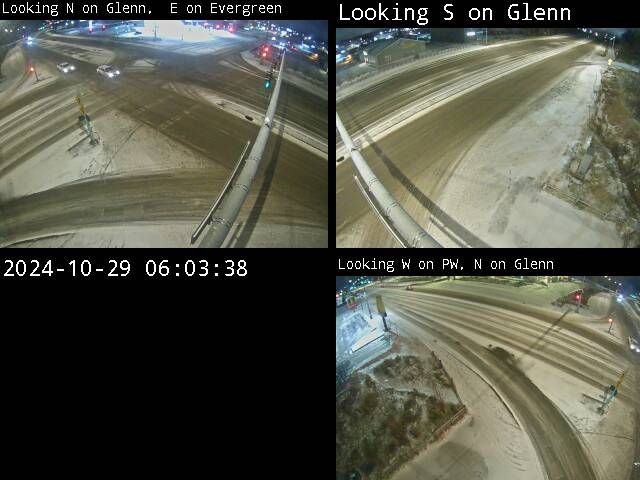 Looking N on Glenn, E on Evergreen
Looking S on Glenn
2024-10-29 06:03:38
Looking W on PW, N on Glenn